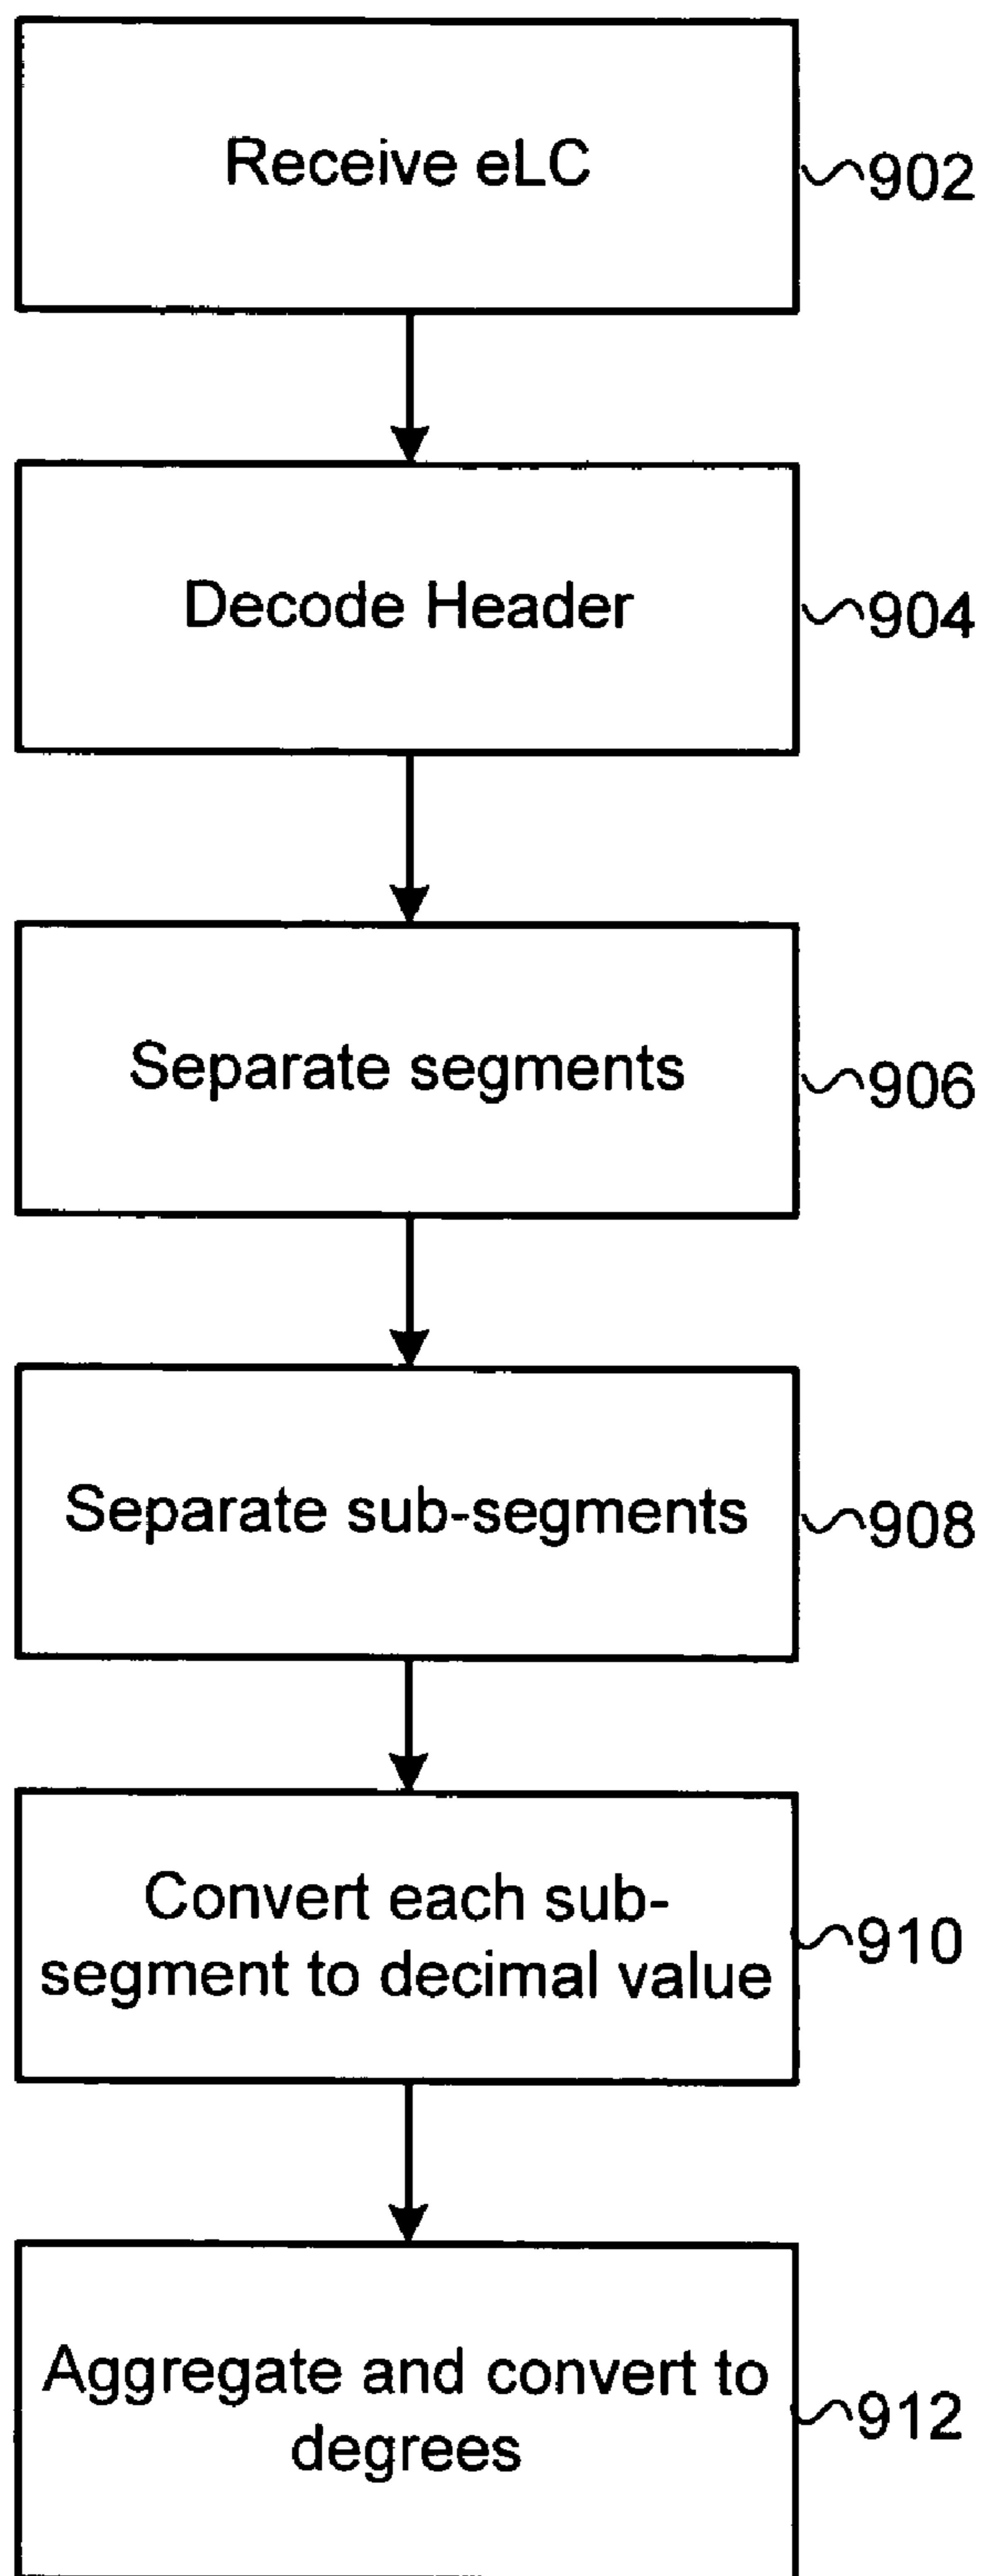 Receive eLC
902
Decode Header
904
Separate segments
906
Separate sub-segments
908
Convert each sub-
segment to decimal value
910
Aggregate and convert to
degrees
912